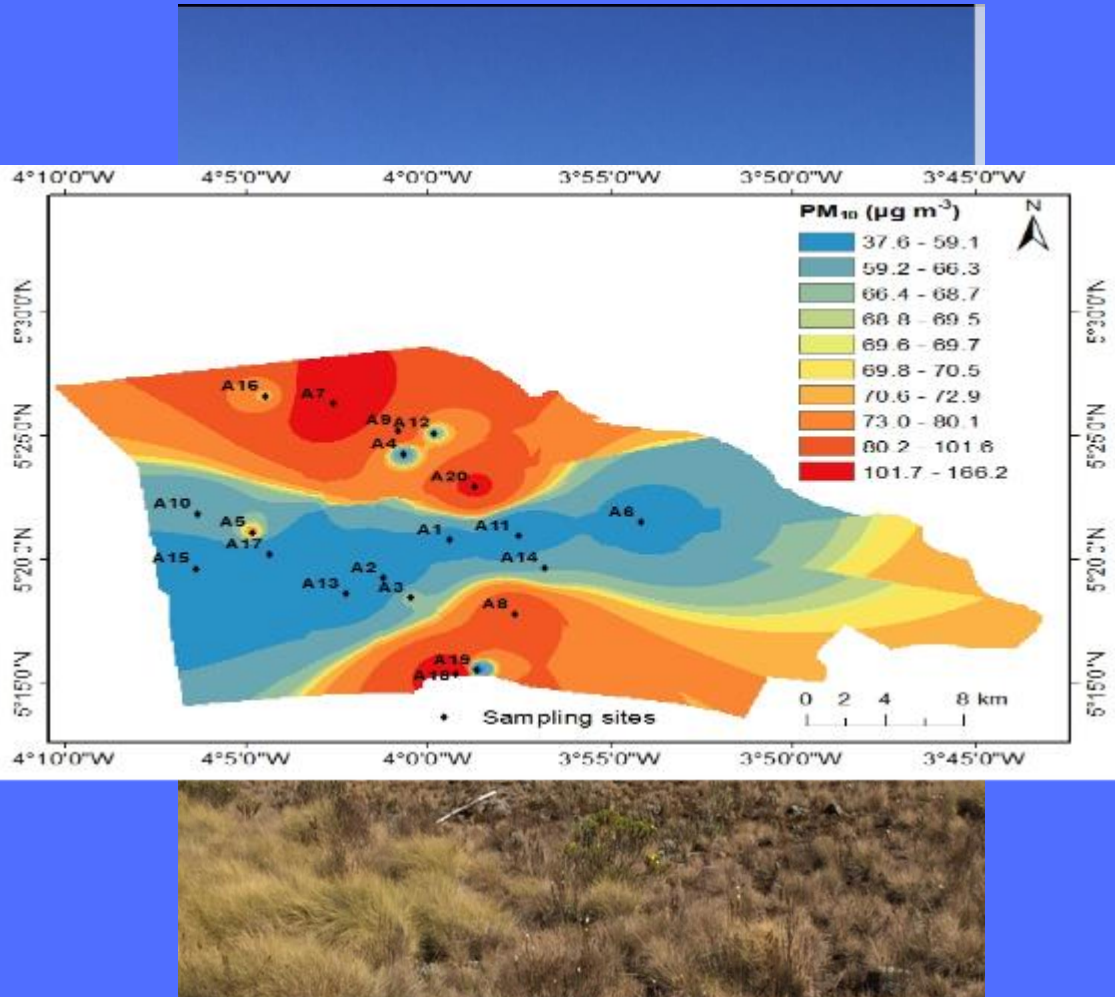 4°10'0"W 4°5'0"W 4°0'0"W 3°55'0"W 3°50'0"W 3°45'0"W
PM₁₀ (µg m⁻³)
N
37.6 - 59.1
59.2 - 66.3
66.4 - 68.7
68.8 - 69.5
69.6 - 69.7
69.8 - 70.5
70.6 - 72.9
73.0 - 80.1
80.2 - 101.6
101.7 - 166.2
5°30'0"N 5°30'0"N
A16 A7
A9 A12
A4
5°25'0"N 5°25'0"N
A20
A10 A5 A1 A11 A6
A17
A15 A2 A14
5°20'0"N 5°20'0"N
A13 A3
A8
A19
A18
5°15'0"N 5°15'0"N
0 2 4 8 km
Sampling sites
4°10'0"W 4°5'0"W 4°0'0"W 3°55'0"W 3°50'0"W 3°45'0"W